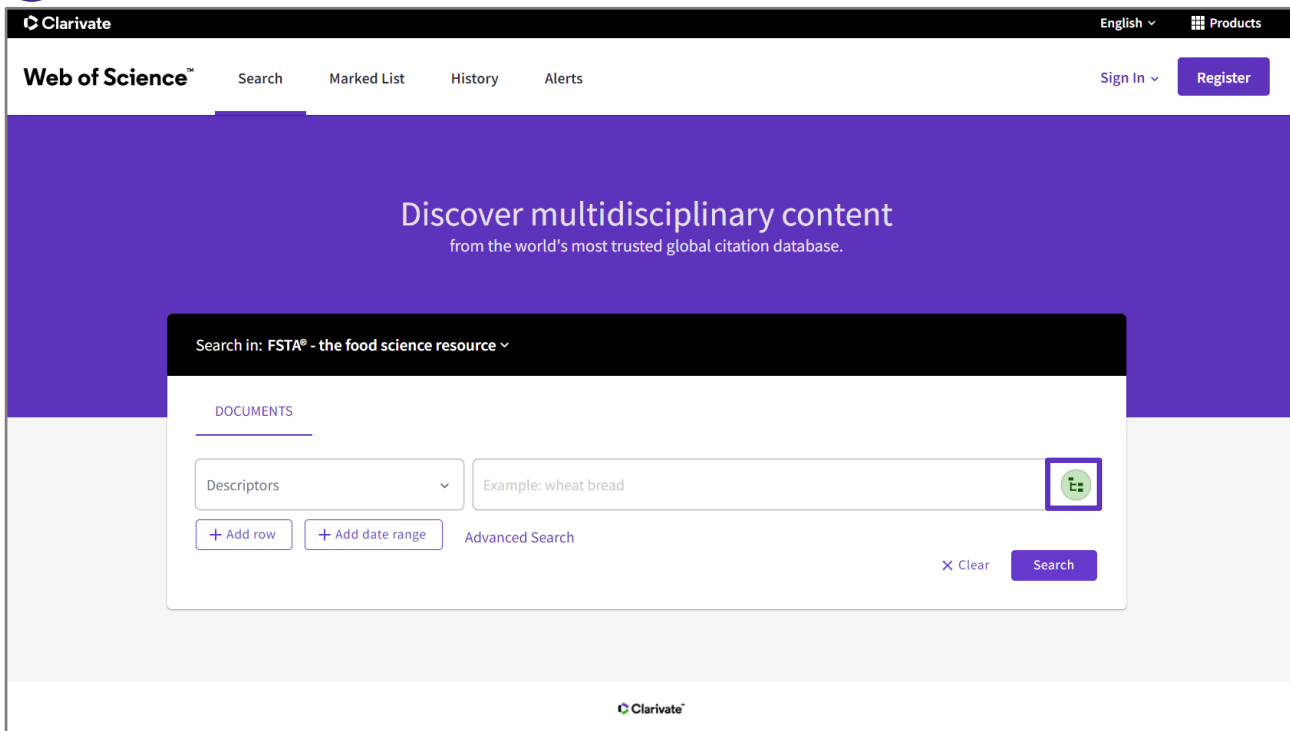 Clarivate
English
Products
Web of Science™
Search
Marked List
History
Alerts
Sign In
Register
Discover multidisciplinary content
from the world's most trusted global citation database.
Search in: FSTA® - the food science resource
DOCUMENTS
Descriptors
Example: wheat bread
+ Add row
+ Add date range
Advanced Search
× Clear
Search
Clarivate™